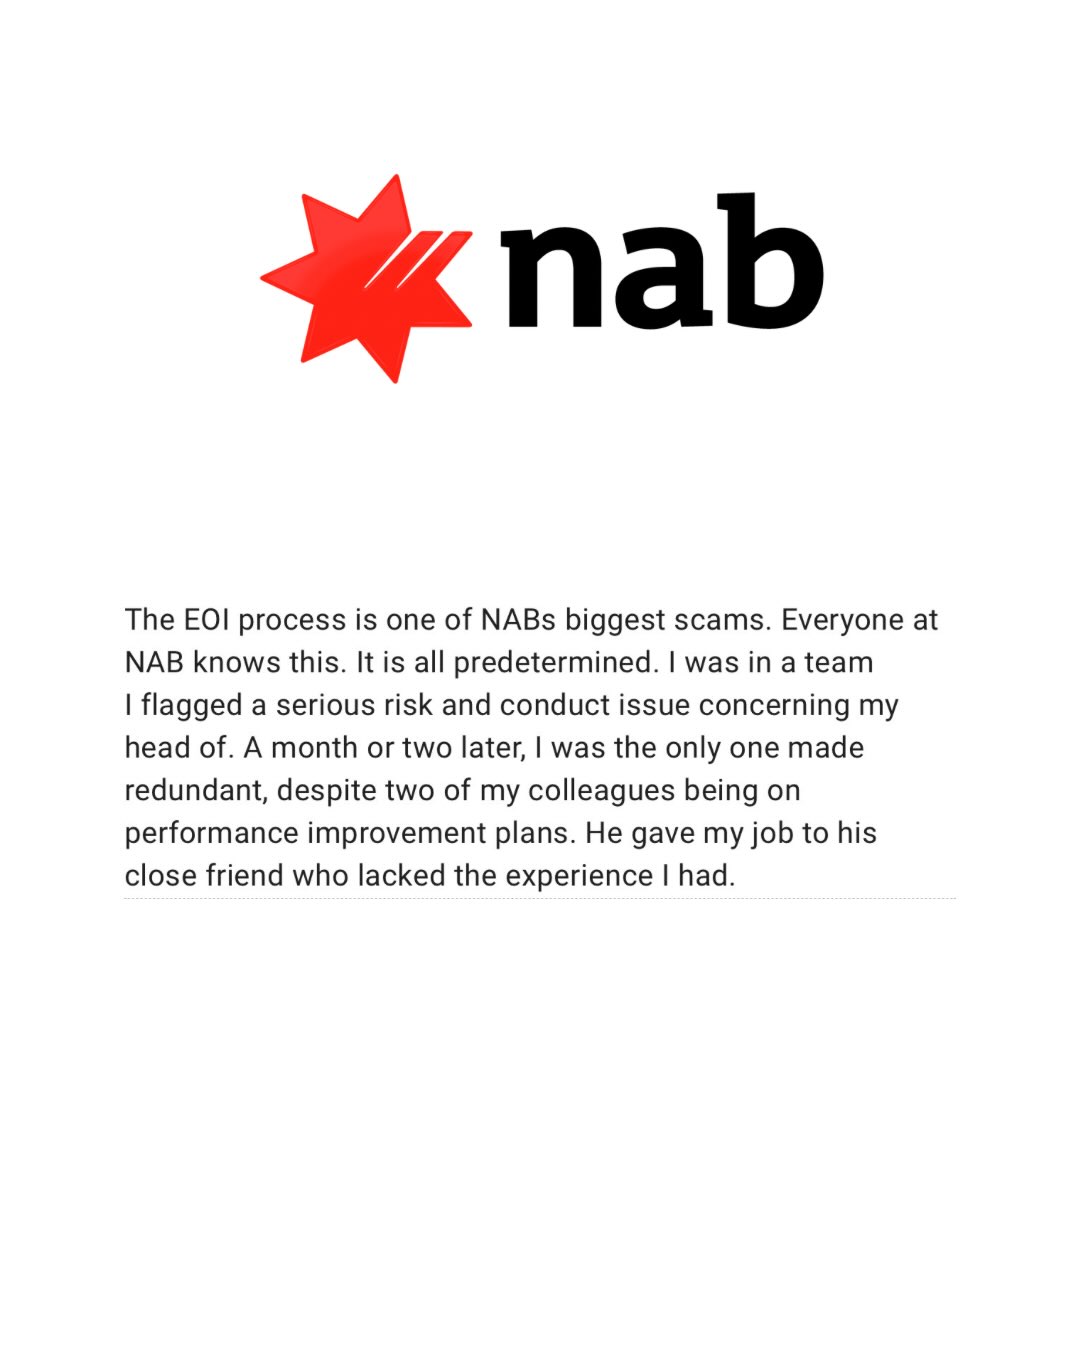 nab
The EOI process is one of NABs biggest scams. Everyone at
NAB knows this. It is all predetermined. I was in a team
I flagged a serious risk and conduct issue concerning my
head of. A month or two later, I was the only one made
redundant, despite two of my colleagues being on
performance improvement plans. He gave my job to his
close friend who lacked the experience I had.